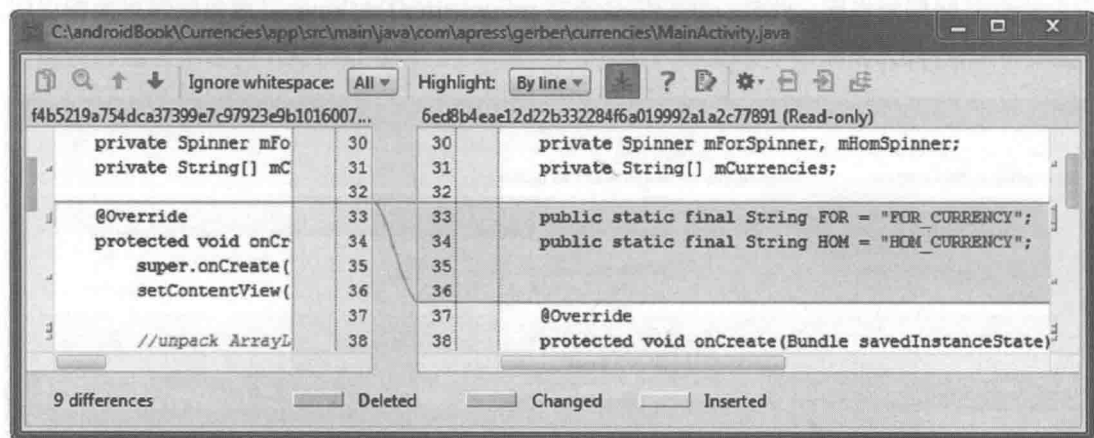 C:\androidBook\Currencies\app\src\main\java\com\apress\gerber\currencies\MainActivity.java
Ignore whitespace: All Highlight: By line ?
f4b5219a754dca37399e7c97923e9b1016007...
6ed8b4eae12d22b332284f6a019992a1a2c77891 (Read-only)
private Spinner mFo 30
private String[] mC 31
32
@Override 33
protected void onCr 34
super.onCreate( 35
setContentView( 36
37
//unpack ArrayL 38
30 private Spinner mForSpinner, mHomSpinner;
31 private String[] mCurrencies;
32
33 public static final String FOR = "FOR_CURRENCY";
34 public static final String HOM = "HOM_CURRENCY";
35
36
37 @Override
38 protected void onCreate(Bundle savedInstanceState)
9 differences Deleted Changed Inserted